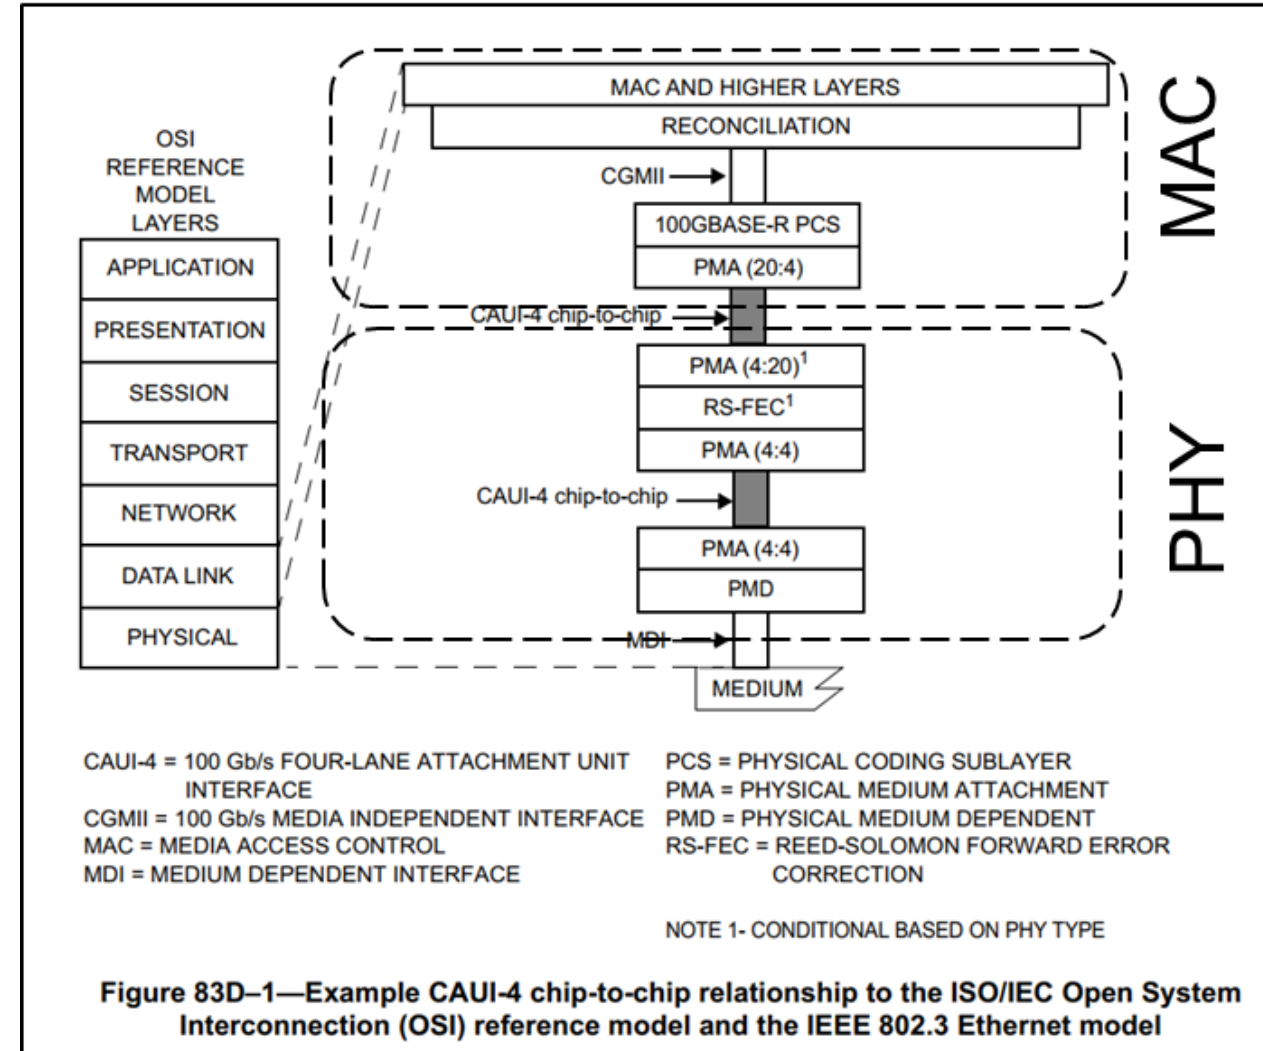 MAC AND HIGHER LAYERS
RECONCILIATION
CGMII
100GBASE-R PCS
PMA (20:4)
CAUI-4 chip-to-chip
PMA (4:20)1
RS-FEC1
PMA (4:4)
CAUI-4 chip-to-chip
PMA (4:4)
PMD
MDI
MEDIUM
MAC
PHY
OSI
REFERENCE
MODEL
LAYERS
APPLICATION
PRESENTATION
SESSION
TRANSPORT
NETWORK
DATA LINK
PHYSICAL
CAUI-4 = 100 Gb/s FOUR-LANE ATTACHMENT UNIT
INTERFACE
CGMII = 100 Gb/s MEDIA INDEPENDENT INTERFACE
MAC = MEDIA ACCESS CONTROL
MDI = MEDIUM DEPENDENT INTERFACE
PCS = PHYSICAL CODING SUBLAYER
PMA = PHYSICAL MEDIUM ATTACHMENT
PMD = PHYSICAL MEDIUM DEPENDENT
RS-FEC = REED-SOLOMON FORWARD ERROR
CORRECTION
NOTE 1- CONDITIONAL BASED ON PHY TYPE
Figure 83D–1—Example CAUI-4 chip-to-chip relationship to the ISO/IEC Open System
Interconnection (OSI) reference model and the IEEE 802.3 Ethernet model